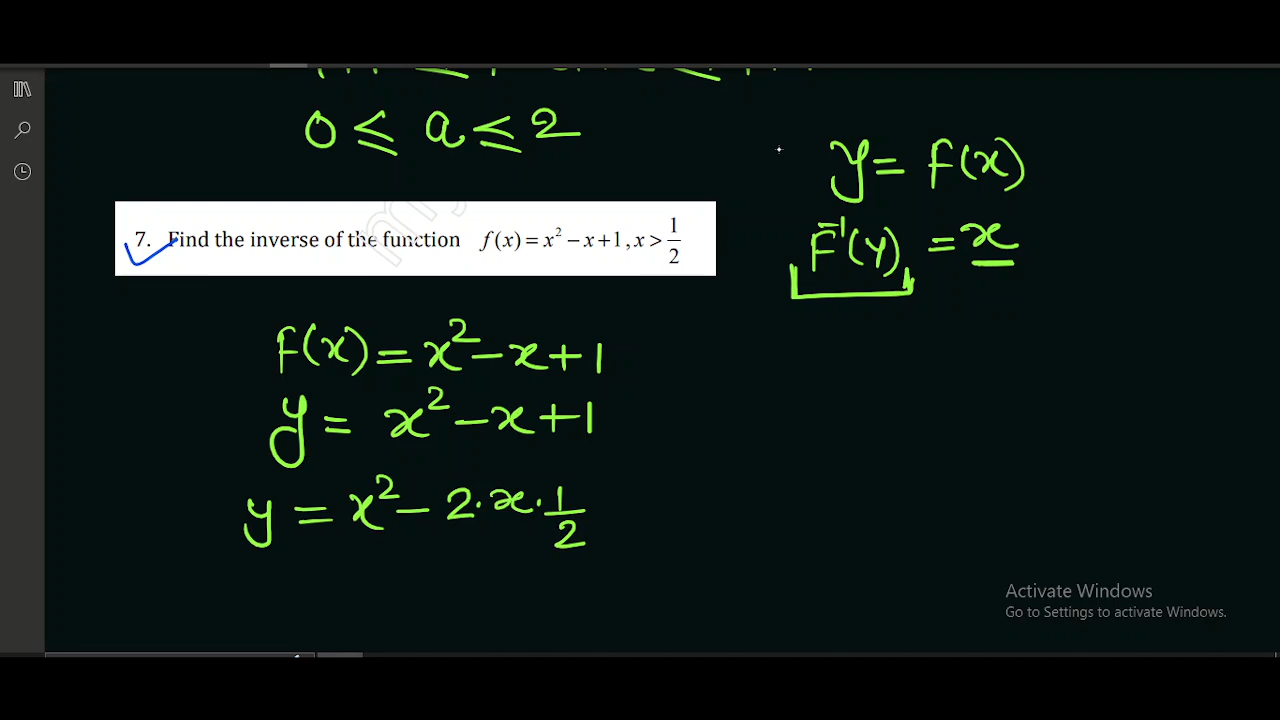 0 ≤ a ≤ 2
y = f(x)
7. Find the inverse of the function f(x) = x² − x + 1, x > 1/2
F⁻¹(y) = x
f(x) = x² − x + 1
y = x² − x + 1
y = x² − 2·x·1/2
Activate Windows
Go to Settings to activate Windows.